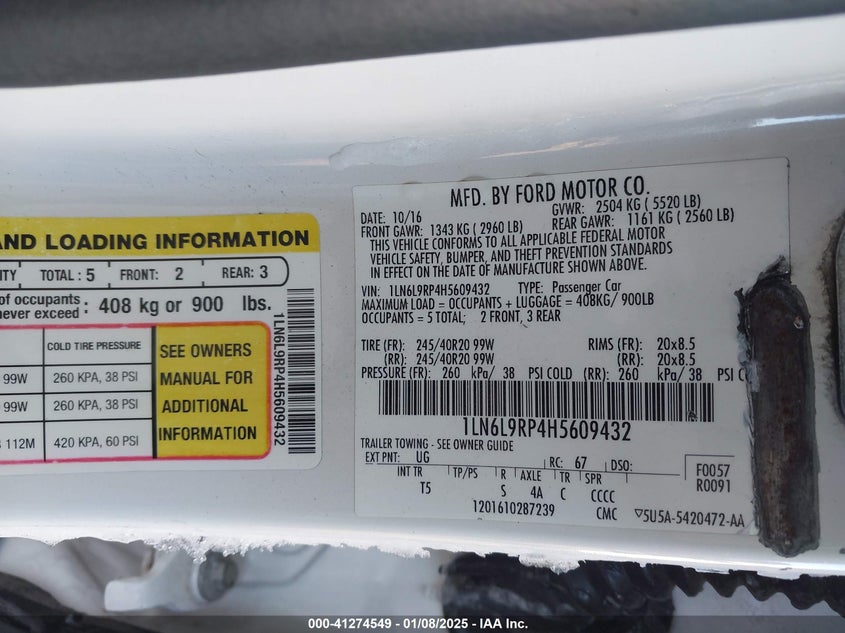 AND LOADING INFORMATION
TOTAL : 5 FRONT: 2 REAR: 3
of occupants
never exceed : 408 kg or 900 lbs.
COLD TIRE PRESSURE
99W 260 KPA, 38 PSI
99W 260 KPA, 38 PSI
112M 420 KPA, 60 PSI
SEE OWNERS
MANUAL FOR
ADDITIONAL
INFORMATION
1LN6L9RP4H5609432
MFD. BY FORD MOTOR CO.
DATE: 10/16 GVWR: 2504 KG ( 5520 LB)
FRONT GAWR: 1343 KG ( 2960 LB) REAR GAWR: 1161 KG ( 2560 LB)
THIS VEHICLE CONFORMS TO ALL APPLICABLE FEDERAL MOTOR
VEHICLE SAFETY, BUMPER, AND THEFT PREVENTION STANDARDS
IN EFFECT ON THE DATE OF MANUFACTURE SHOWN ABOVE.
VIN: 1LN6L9RP4H5609432 TYPE: Passenger Car
MAXIMUM LOAD = OCCUPANTS + LUGGAGE = 408KG/ 900LB
OCCUPANTS = 5 TOTAL; 2 FRONT, 3 REAR
TIRE (FR): 245/40R20 99W RIMS (FR): 20x8.5
(RR): 245/40R20 99W (RR): 20x8.5
PRESSURE (FR): 260 kPa/ 38 PSI COLD (RR): 260 kPa/ 38 PSI C
1LN6L9RP4H5609432
TRAILER TOWING - SEE OWNER GUIDE
EXT PNT: UG RC: 67 DSO: F0057
R0091
INT TR TP/PS R AXLE TR SPR
T5 S 4A C CCCC
1201610287239 CMC ▽5U5A-5420472-AA
000-41274549 - 01/08/2025 - IAA Inc.